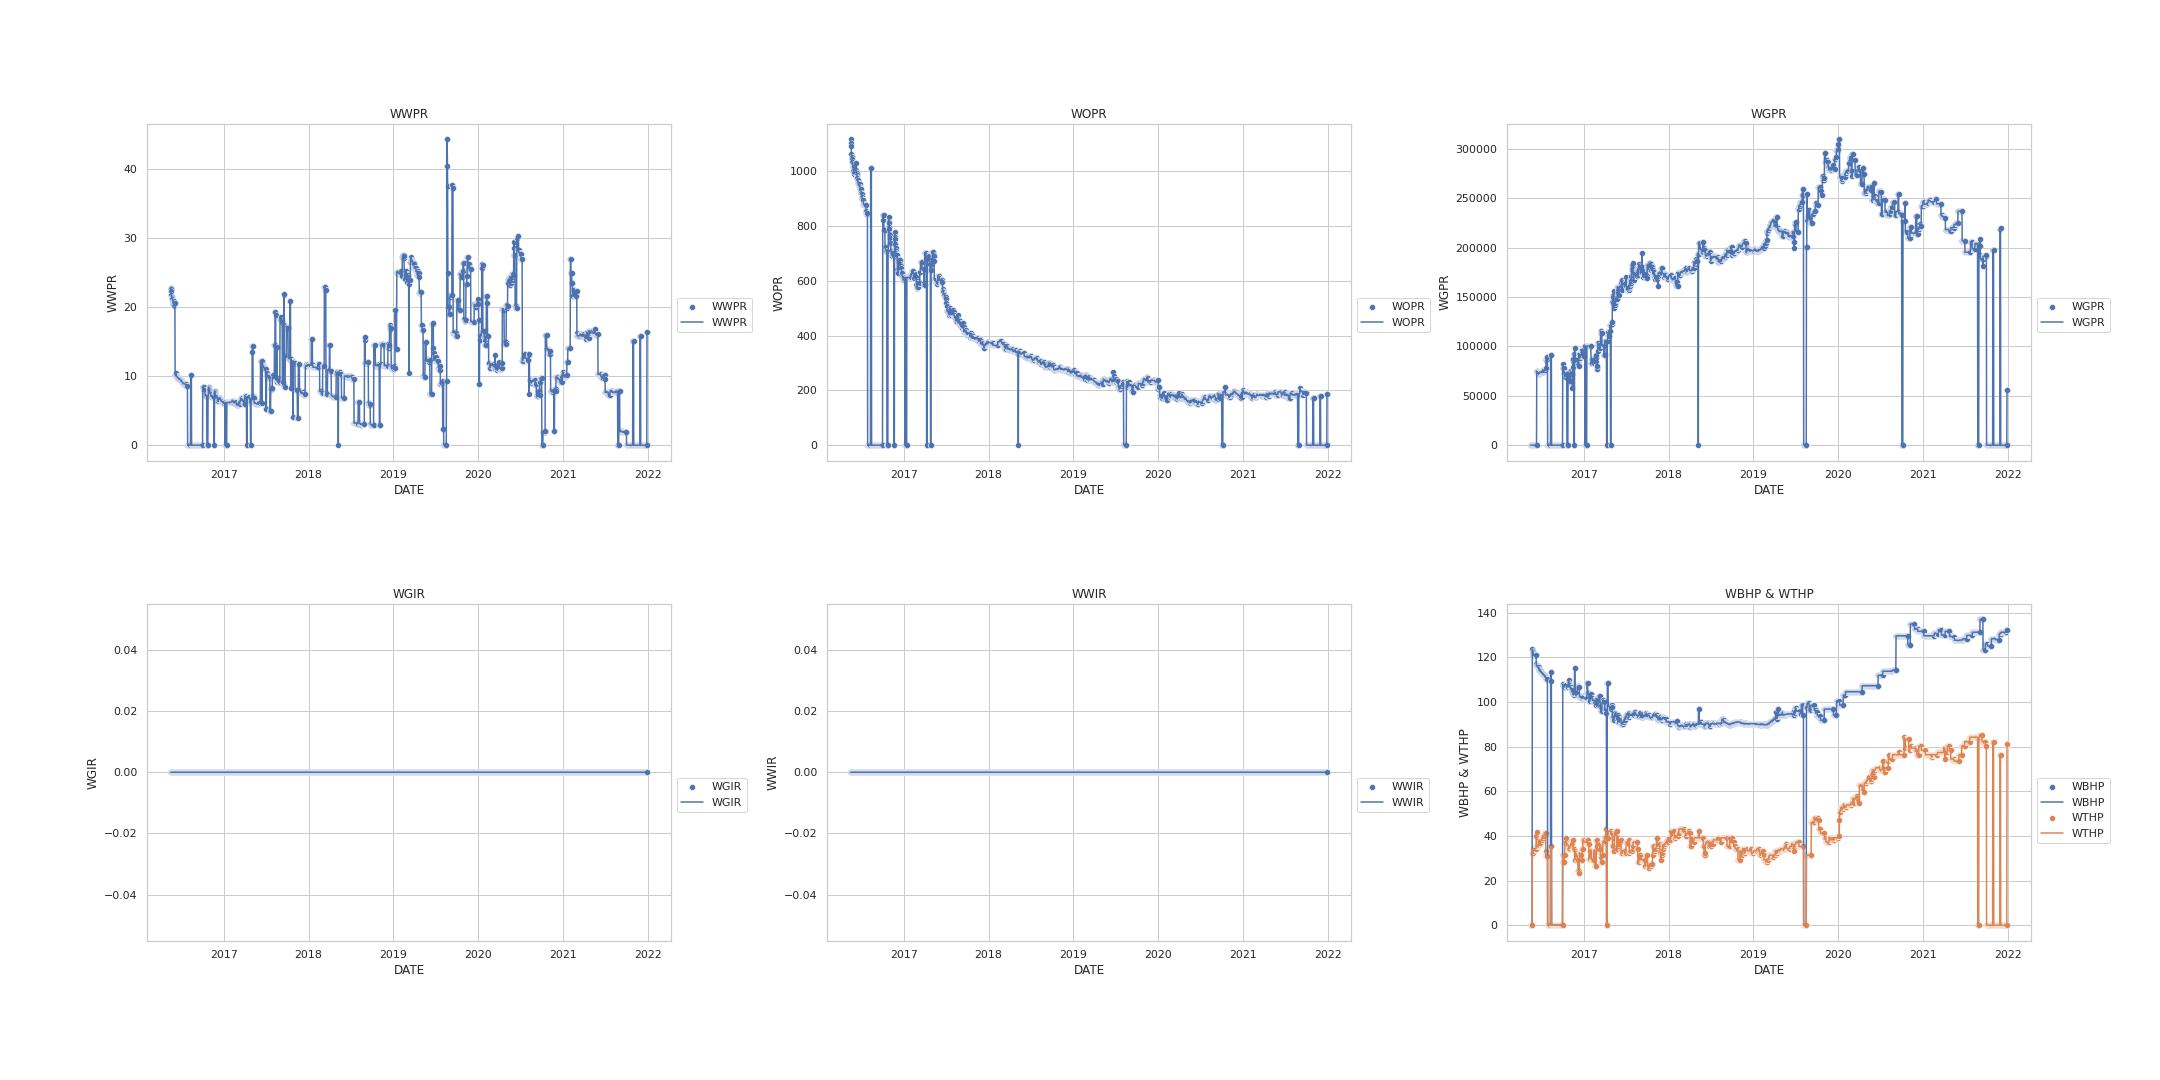 WWPR
WWPR
40
30
20
10
0
2017 2018 2019 2020 2021 2022
DATE
WWPR
WWPR
WOPR
WOPR
1000
800
600
400
200
0
2017 2018 2019 2020 2021 2022
DATE
WOPR
WOPR
WGPR
WGPR
300000
250000
200000
150000
100000
50000
0
2017 2018 2019 2020 2021 2022
DATE
WGPR
WGPR
WGIR
WGIR
0.04
0.02
0.00
−0.02
−0.04
2017 2018 2019 2020 2021 2022
DATE
WGIR
WGIR
WWIR
WWIR
0.04
0.02
0.00
−0.02
−0.04
2017 2018 2019 2020 2021 2022
DATE
WWIR
WWIR
WBHP & WTHP
WBHP & WTHP
140
120
100
80
60
40
20
0
2017 2018 2019 2020 2021 2022
DATE
WBHP
WBHP
WTHP
WTHP